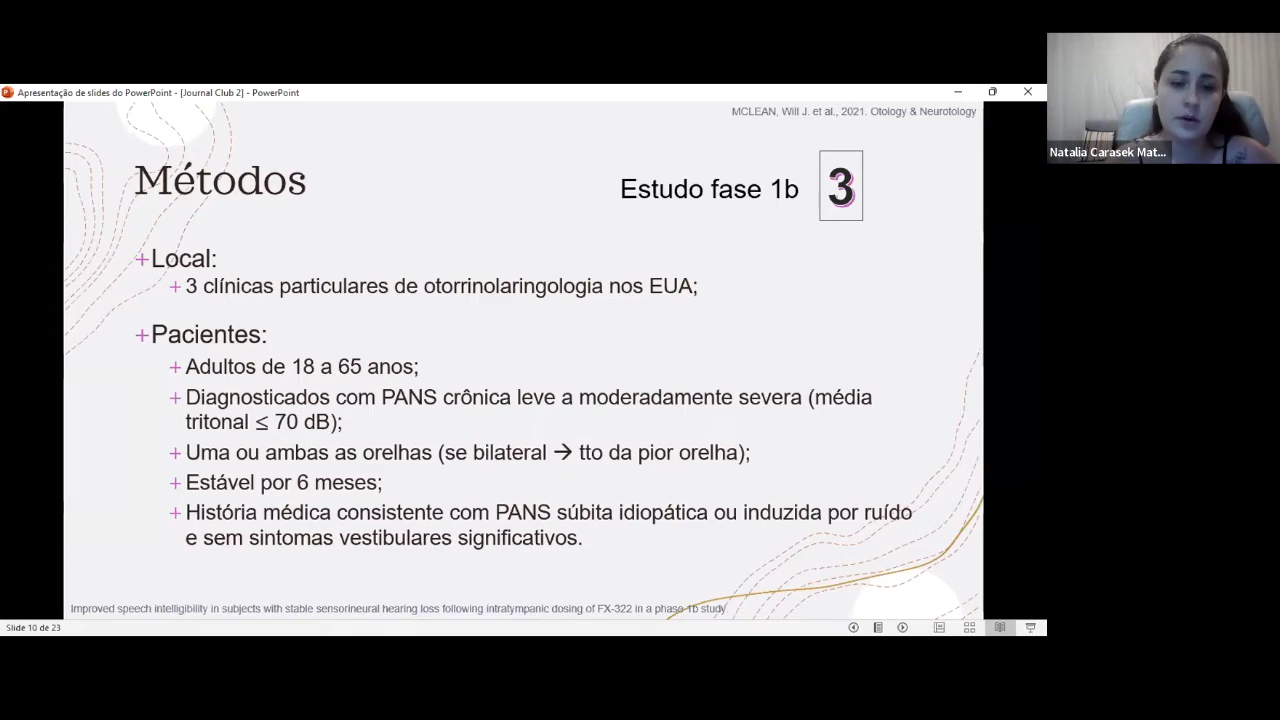 Apresentação de slides do PowerPoint - [Journal Club 2] - PowerPoint
MCLEAN, Will J. et al., 2021. Otology & Neurotology
Métodos
Estudo fase 1b
3
+Local:
+ 3 clínicas particulares de otorrinolaringologia nos EUA;
+Pacientes:
+ Adultos de 18 a 65 anos;
+ Diagnosticados com PANS crônica leve a moderadamente severa (média
tritonal ≤ 70 dB);
+ Uma ou ambas as orelhas (se bilateral → tto da pior orelha);
+ Estável por 6 meses;
+ História médica consistente com PANS súbita idiopática ou induzida por ruído
e sem sintomas vestibulares significativos.
Improved speech intelligibility in subjects with stable sensorineural hearing loss following intratympanic dosing of FX-322 in a phase 1b study
Slide 10 de 23
Natalia Carasek Mat...